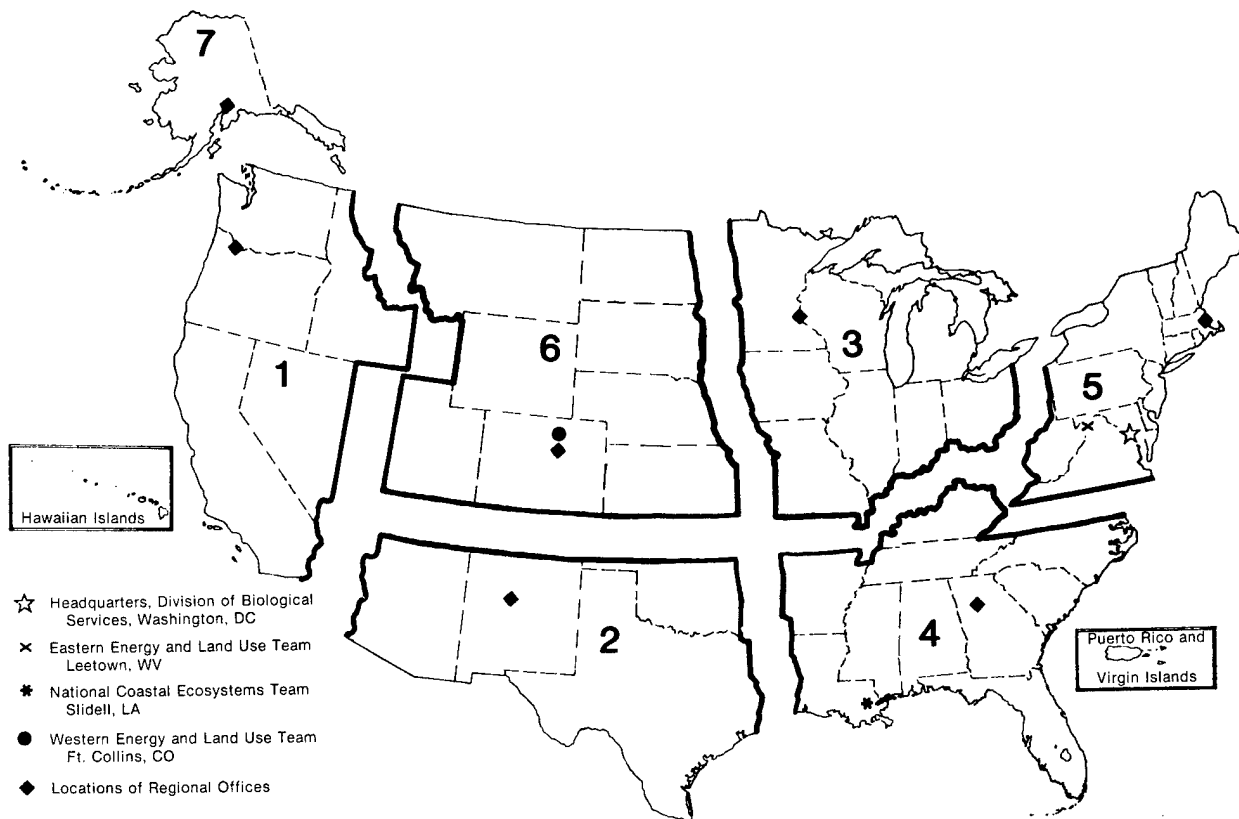 7
6
3
1
5
Hawaiian Islands
2
4
Puerto Rico and
Virgin Islands
Headquarters, Division of Biological
Services, Washington, DC
Eastern Energy and Land Use Team
Leetown, WV
National Coastal Ecosystems Team
Slidell, LA
Western Energy and Land Use Team
Ft. Collins, CO
Locations of Regional Offices